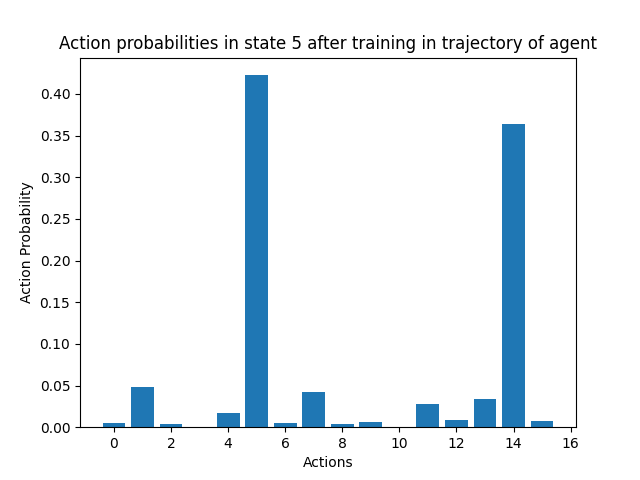 Action probabilities in state 5 after training in trajectory of agent
Action Probability
0.40
0.35
0.30
0.25
0.20
0.15
0.10
0.05
0.00
0 2 4 6 8 10 12 14 16
Actions